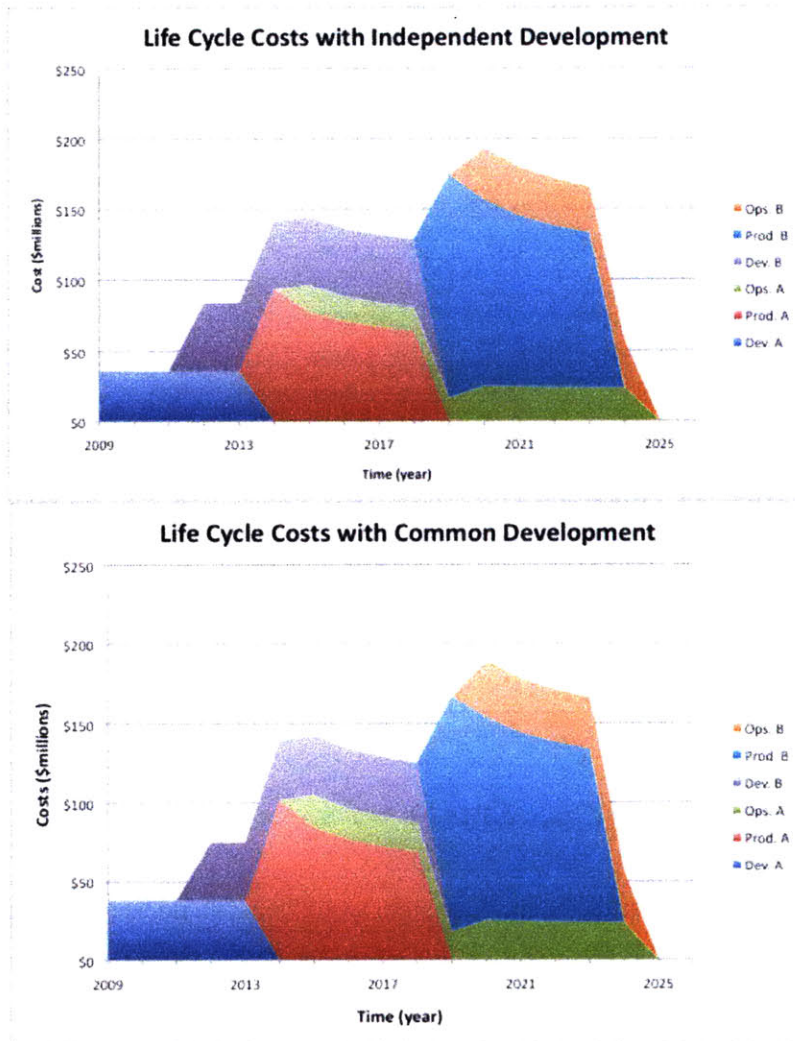 Life Cycle Costs with Independent Development
$250
$200
$150
$100
$50
$0
Cost ($millions)
2009 2013 2017 2021 2025
Time (year)
Ops. B
Prod. B
Dev. B
Ops. A
Prod. A
Dev. A
Life Cycle Costs with Common Development
$250
$200
$150
$100
$50
$0
Costs ($millions)
2009 2013 2017 2021 2025
Time (year)
Ops. B
Prod. B
Dev. B
Ops. A
Prod. A
Dev. A